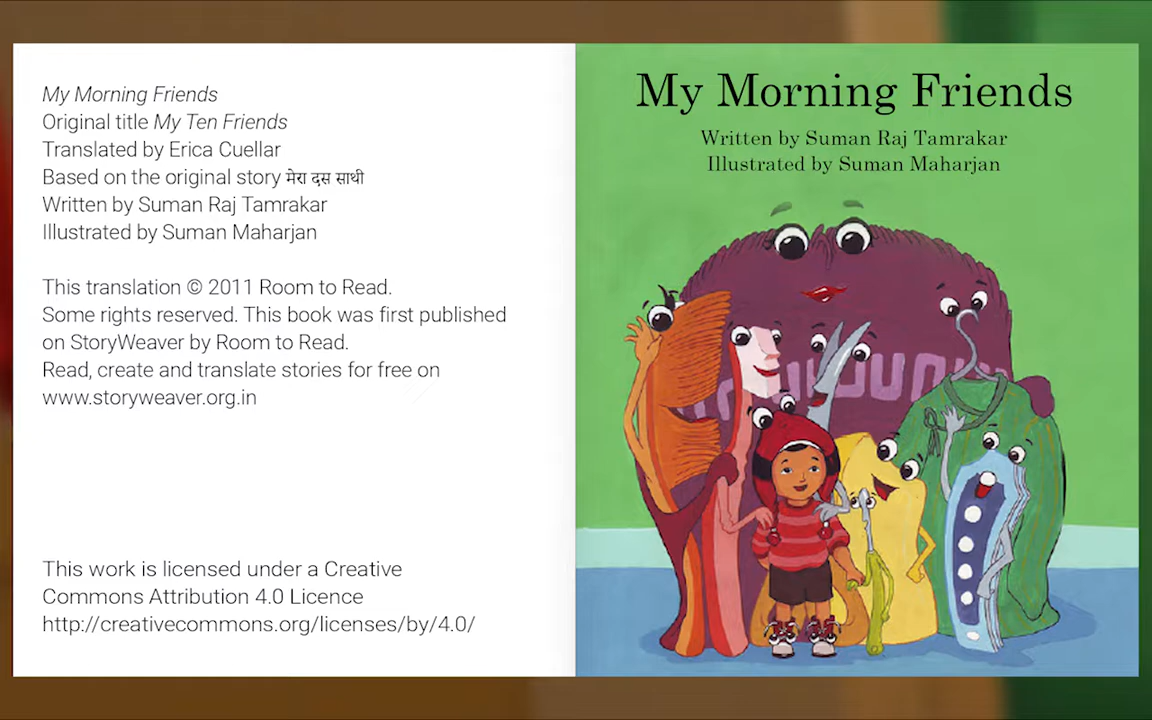 My Morning Friends
Original title My Ten Friends
Translated by Erica Cuellar
Based on the original story मेरा दस साथी
Written by Suman Raj Tamrakar
Illustrated by Suman Maharjan
This translation © 2011 Room to Read.
Some rights reserved. This book was first published
on StoryWeaver by Room to Read.
Read, create and translate stories for free on
www.storyweaver.org.in
This work is licensed under a Creative
Commons Attribution 4.0 Licence
http://creativecommons.org/licenses/by/4.0/
My Morning Friends
Written by Suman Raj Tamrakar
Illustrated by Suman Maharjan